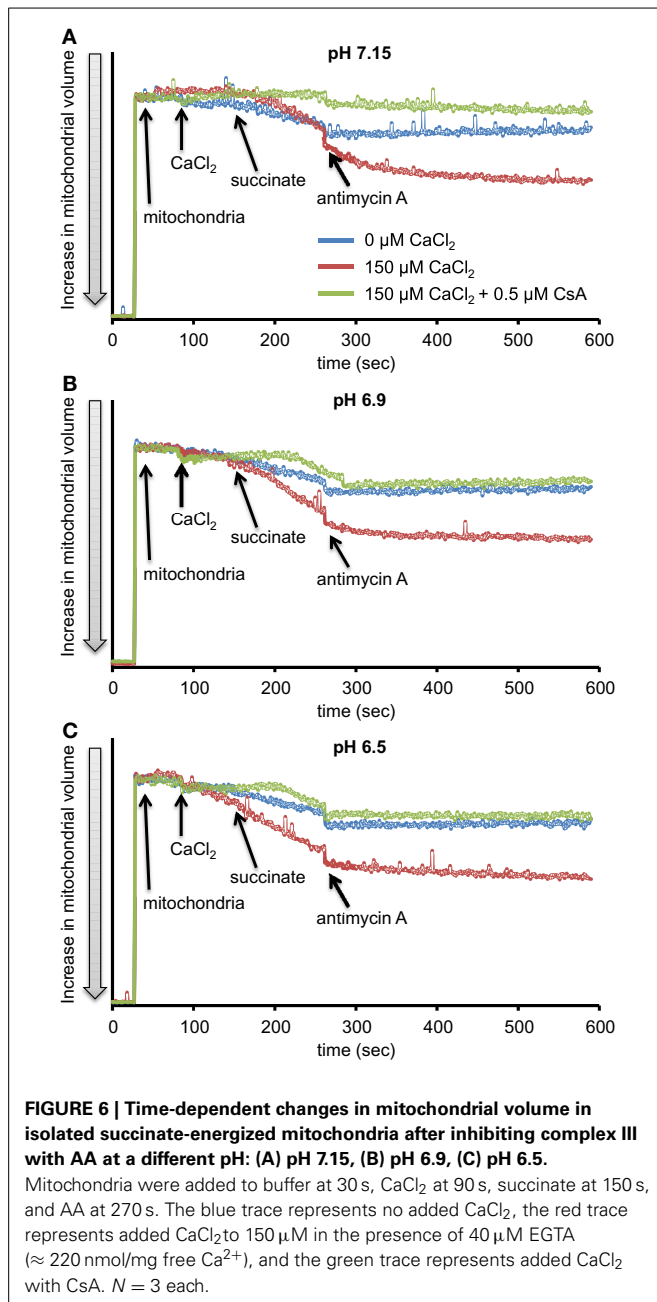 A
pH 7.15
Increase in mitochondrial volume
CaCl₂
succinate
antimycin A
mitochondria
0 µM CaCl₂
150 µM CaCl₂
150 µM CaCl₂ + 0.5 µM CsA
0 100 200 300 400 500 600
time (sec)
B
pH 6.9
Increase in mitochondrial volume
CaCl₂
succinate
mitochondria
antimycin A
0 100 200 300 400 500 600
time (sec)
C
pH 6.5
Increase in mitochondrial volume
CaCl₂
succinate
mitochondria
antimycin A
0 100 200 300 400 500 600
time (sec)
FIGURE 6 | Time-dependent changes in mitochondrial volume in
isolated succinate-energized mitochondria after inhibiting complex III
with AA at a different pH: (A) pH 7.15, (B) pH 6.9, (C) pH 6.5.
Mitochondria were added to buffer at 30 s, CaCl₂ at 90 s, succinate at 150 s,
and AA at 270 s. The blue trace represents no added CaCl₂, the red trace
represents added CaCl₂to 150 µM in the presence of 40 µM EGTA
(≈ 220 nmol/mg free Ca²⁺), and the green trace represents added CaCl₂
with CsA. N = 3 each.